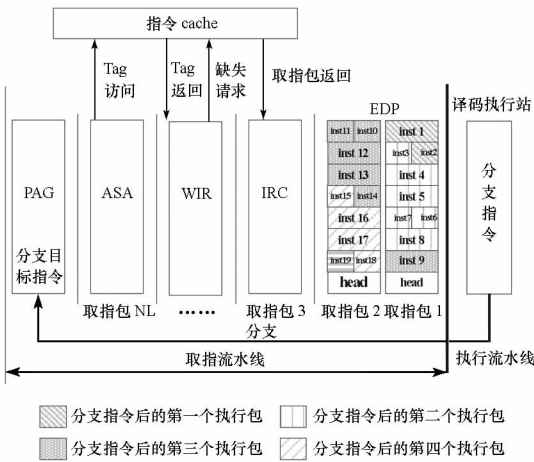 指令 cache
Tag
访问
Tag
返回
缺失
请求
取指包返回
EDP
译码执行站
PAG
分支目
标指令
ASA
WIR
IRC
inst11 inst10
inst 12
inst 13
inst15 inst14
inst 16
inst 17
inst19 inst18
head
inst 1
inst3 inst2
inst 4
inst 5
inst7 inst6
inst 8
inst 9
head
分支指令
取指包 NL
……
取指包 3
取指包 2
取指包 1
分支
取指流水线
执行流水线
分支指令后的第一个执行包
分支指令后的第二个执行包
分支指令后的第三个执行包
分支指令后的第四个执行包